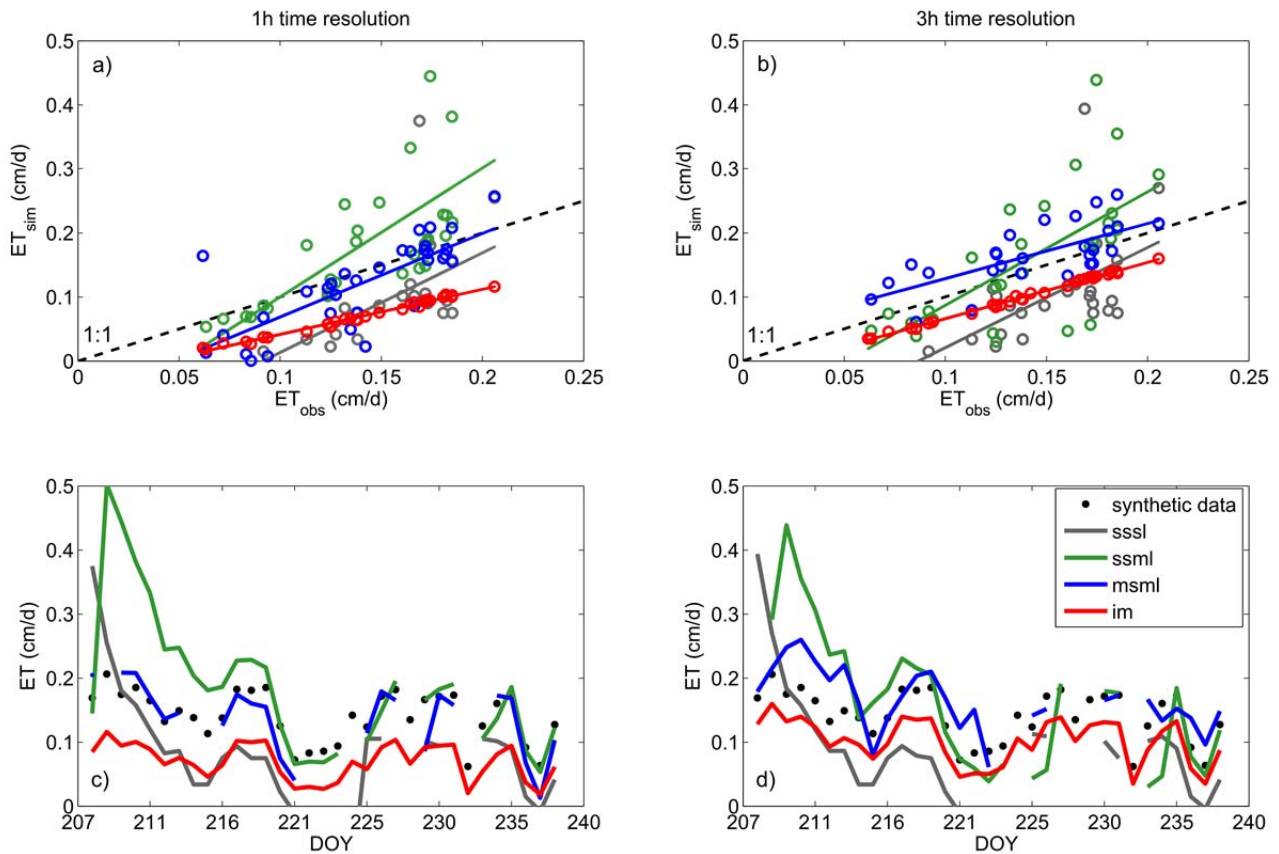 1h time resolution
3h time resolution
a)
0.5
0.4
0.3
0.2
0.1
0
ET_sim (cm/d)
1:1
0
0.05
0.1
0.15
0.2
0.25
ET_obs (cm/d)
b)
0.5
0.4
0.3
0.2
0.1
0
ET_sim (cm/d)
1:1
0
0.05
0.1
0.15
0.2
0.25
ET_obs (cm/d)
0.5
0.4
0.3
0.2
0.1
0
ET (cm/d)
c)
207
211
216
221
225
230
235
240
DOY
0.5
0.4
0.3
0.2
0.1
0
ET (cm/d)
synthetic data
sssl
ssml
msml
im
d)
207
211
216
221
225
230
235
240
DOY